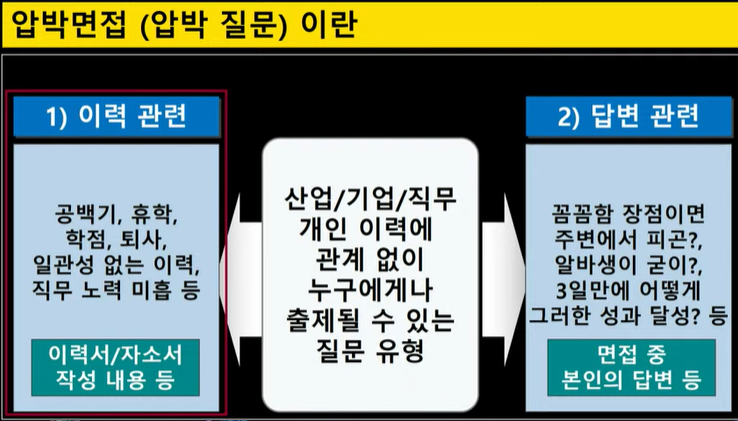 압박면접 (압박 질문) 이란
1) 이력 관련
공백기, 휴학,
학점, 퇴사,
일관성 없는 이력,
직무 노력 미흡 등
이력서/자소서
작성 내용 등
산업/기업/직무
개인 이력에
관계 없이
누구에게나
출제될 수 있는
질문 유형
2) 답변 관련
꼼꼼함 장점이면
주변에서 피곤?,
알바생이 굳이?,
3일만에 어떻게
그러한 성과 달성? 등
면접 중
본인의 답변 등